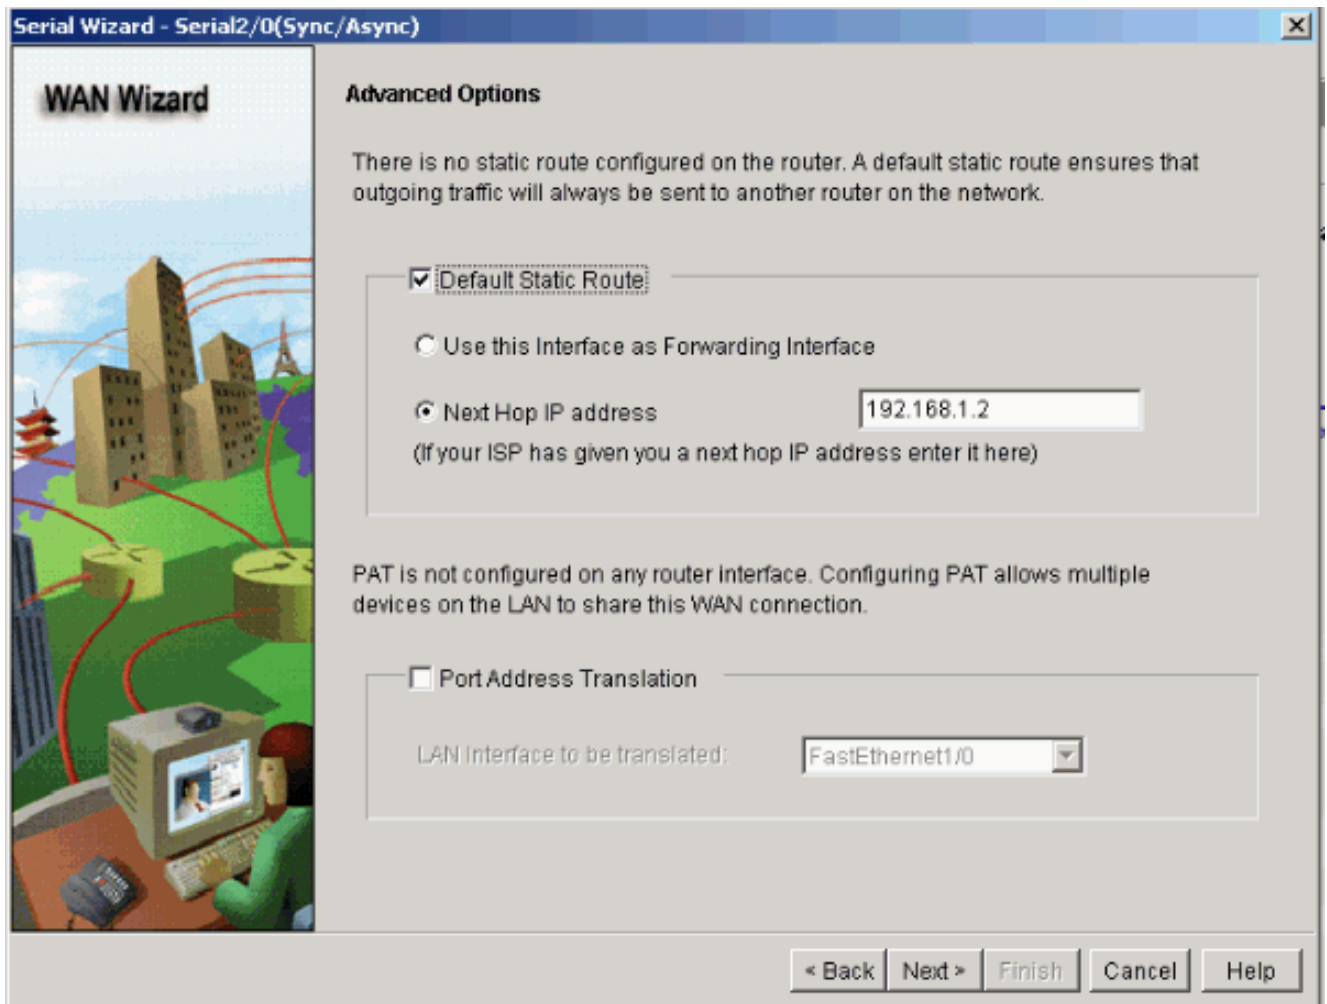 Serial Wizard - Serial2/0(Sync/Async)
WAN Wizard
Advanced Options
There is no static route configured on the router. A default static route ensures that
outgoing traffic will always be sent to another router on the network.
Default Static Route
Use this Interface as Forwarding Interface
Next Hop IP address
192.168.1.2
(If your ISP has given you a next hop IP address enter it here)
PAT is not configured on any router interface. Configuring PAT allows multiple
devices on the LAN to share this WAN connection.
Port Address Translation
LAN Interface to be translated:
FastEthernet1/0
< Back
Next >
Finish
Cancel
Help